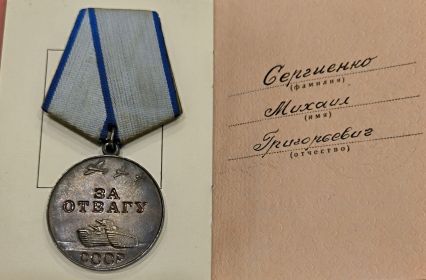 ЗА
ОТВАГУ
СССР
Сергиенко
(фамилия)
Михаил
(имя)
Григорьевич
(отчество)